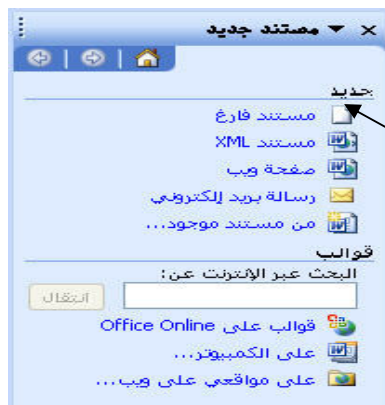 مستند جديد
جديد
مستند فارغ
مستند XML
صفحة ويب
رسالة بريد إلكتروني
من مستند موجود...
قوالب
البحث عبر الإنترنت عن:
انتقال
قوالب على Office Online
على الكمبيوتر...
على مواقعي على ويب...